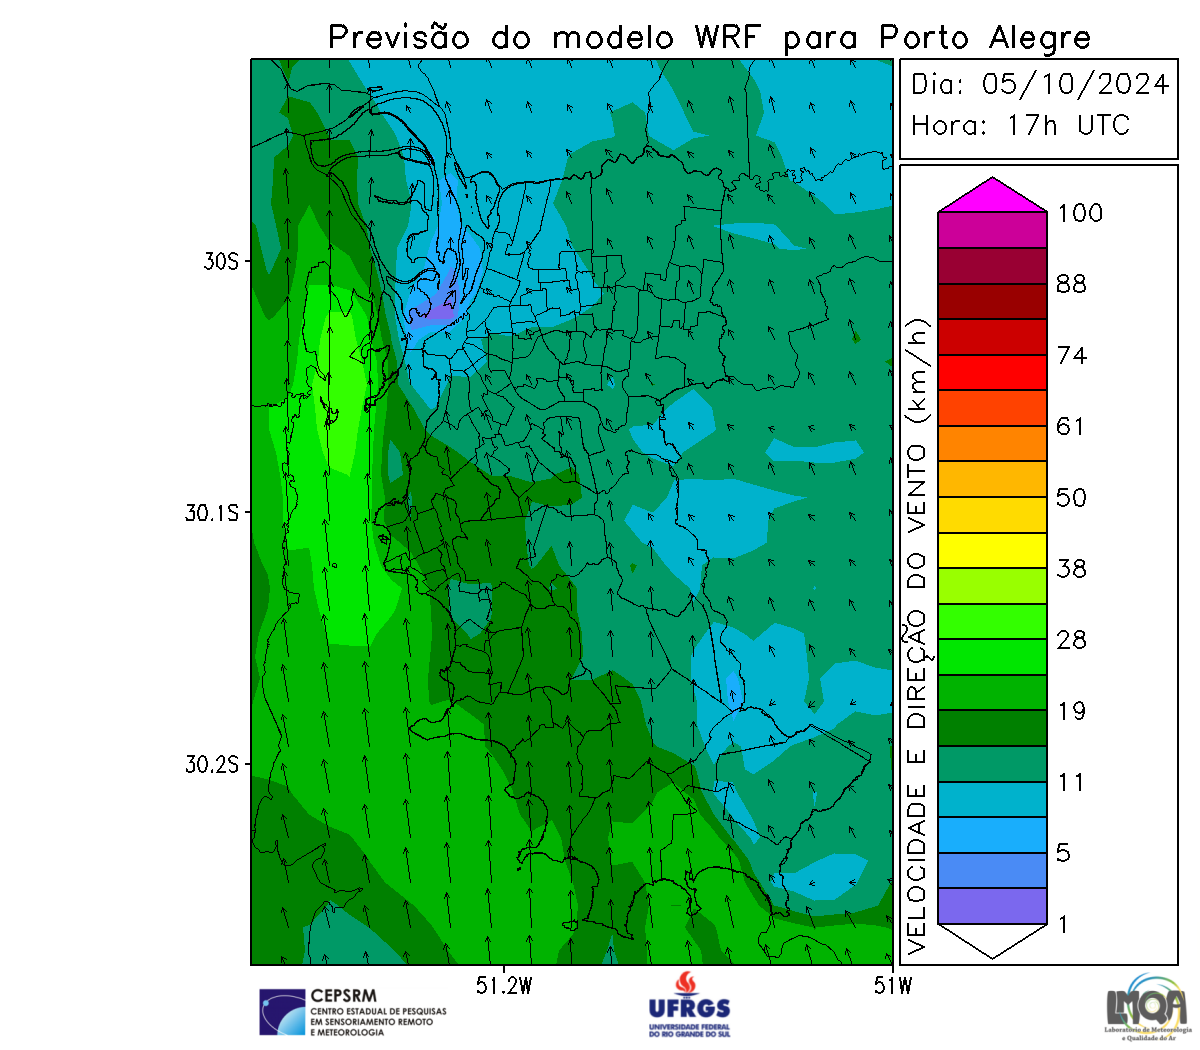 Previsão do modelo WRF para Porto Alegre
Dia: 05/10/2024
Hora: 17h UTC
30S
30.1S
30.2S
51.2W
51W
VELOCIDADE E DIREÇÃO DO VENTO (km/h)
100
88
74
61
50
38
28
19
11
5
1
CEPSRM
CENTRO ESTADUAL DE PESQUISAS
EM SENSORIAMENTO REMOTO
E METEOROLOGIA
UFRGS
UNIVERSIDADE FEDERAL
DO RIO GRANDE DO SUL
LMQA
Laboratório de Meteorologia
e Qualidade do Ar